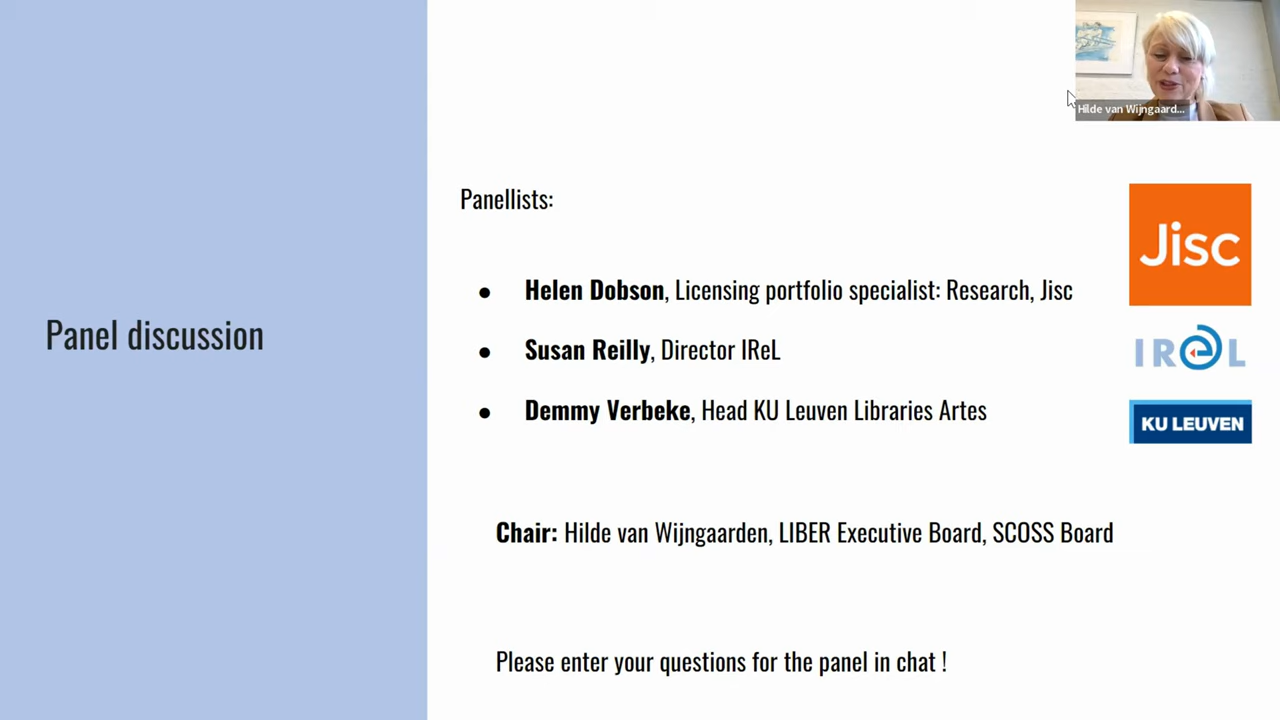 Hilde van Wijngaard...
Panellists:
Jisc
● Helen Dobson, Licensing portfolio specialist: Research, Jisc
IReL
● Susan Reilly, Director IReL
Panel discussion
● Demmy Verbeke, Head KU Leuven Libraries Artes
KU LEUVEN
Chair: Hilde van Wijngaarden, LIBER Executive Board, SCOSS Board
Please enter your questions for the panel in chat !